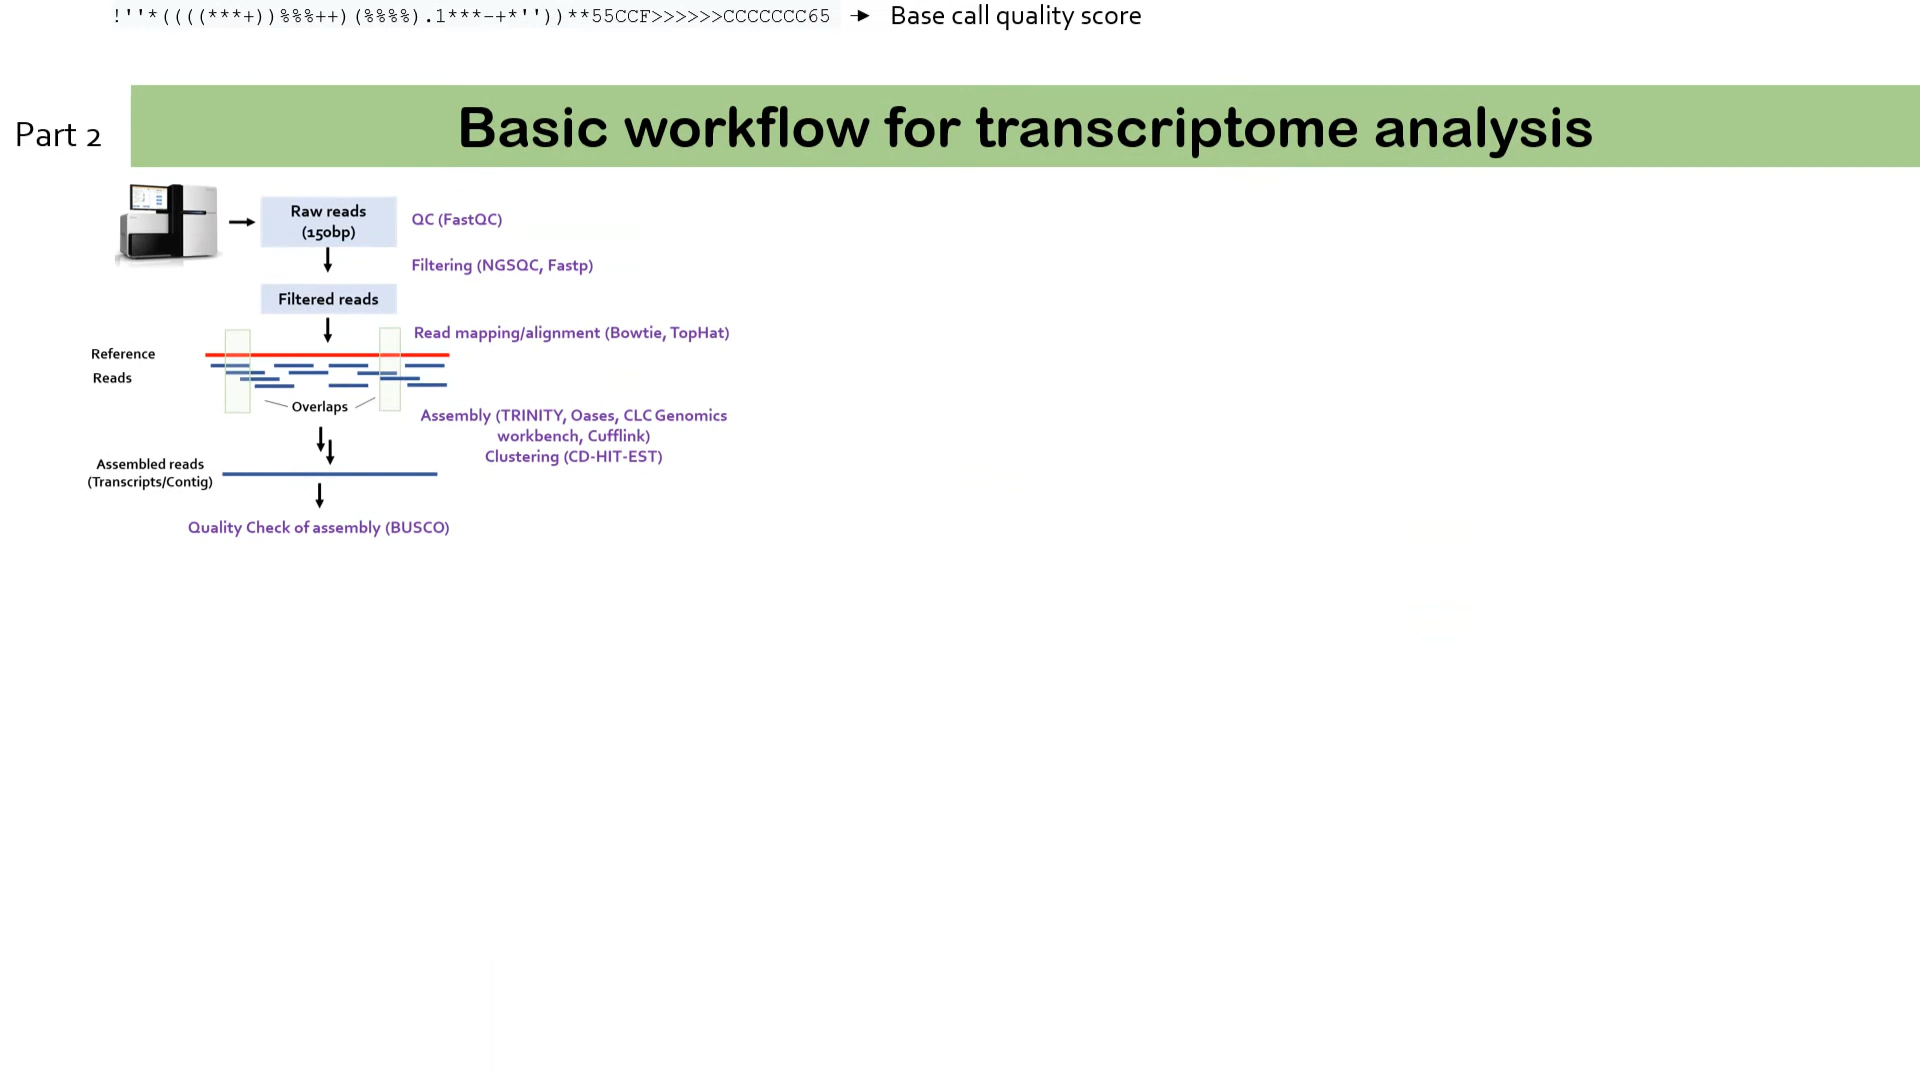 !''*((((***+))%%%++)(%%%%).1***-+*''))**55CCF>>>>>>CCCCCCC65
Base call quality score
Part 2
Basic workflow for transcriptome analysis
Raw reads
(150bp)
QC (FastQC)
Filtering (NGSQC, Fastp)
Filtered reads
Read mapping/alignment (Bowtie, TopHat)
Reference
Reads
Overlaps
Assembly (TRINITY, Oases, CLC Genomics
workbench, Cufflink)
Clustering (CD-HIT-EST)
Assembled reads
(Transcripts/Contig)
Quality Check of assembly (BUSCO)